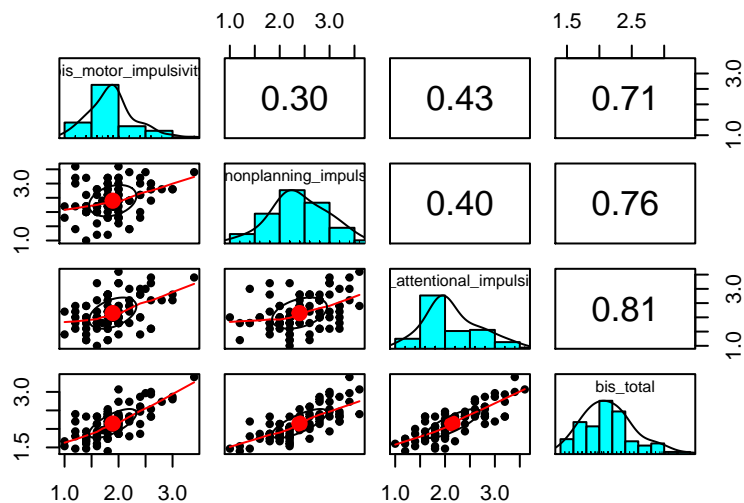 1.0 2.0 3.0 1.5 2.5
bis_motor_impulsivit
0.30 0.43 0.71
1.0 3.0
1.0 3.0
nonplanning_impuls
0.40 0.76
_attentional_impulsi
0.81
1.0 3.0
1.5 3.0
bis_total
1.0 2.0 3.0 1.0 2.0 3.0